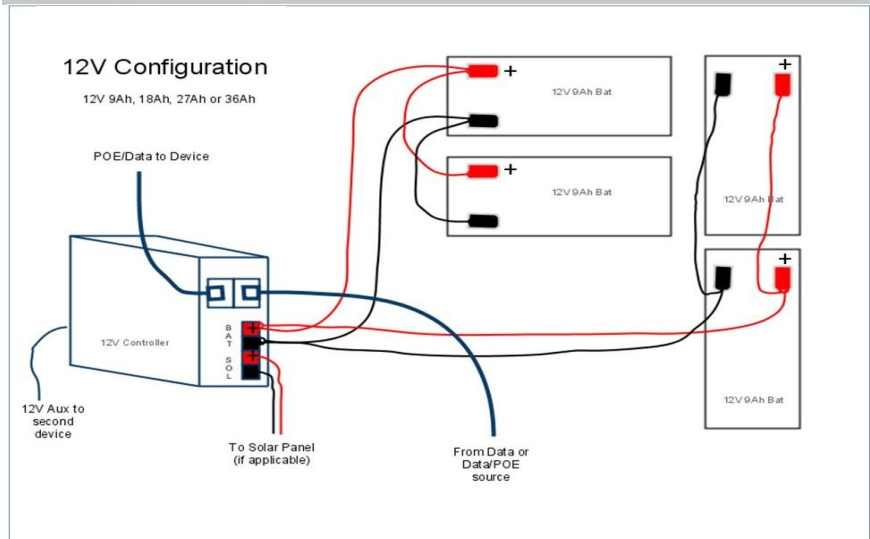 12V Configuration
12V 9Ah, 18Ah, 27Ah or 36Ah
POE/Data to Device
+
12V 9Ah Bat
+
12V 9Ah Bat
+
12V 9Ah Bat
+
12V 9Ah Bat
12V Controller
+
B
A
T
+
S
O
L
12V Aux to
second
device
To Solar Panel
(if applicable)
From Data or
Data/POE
source